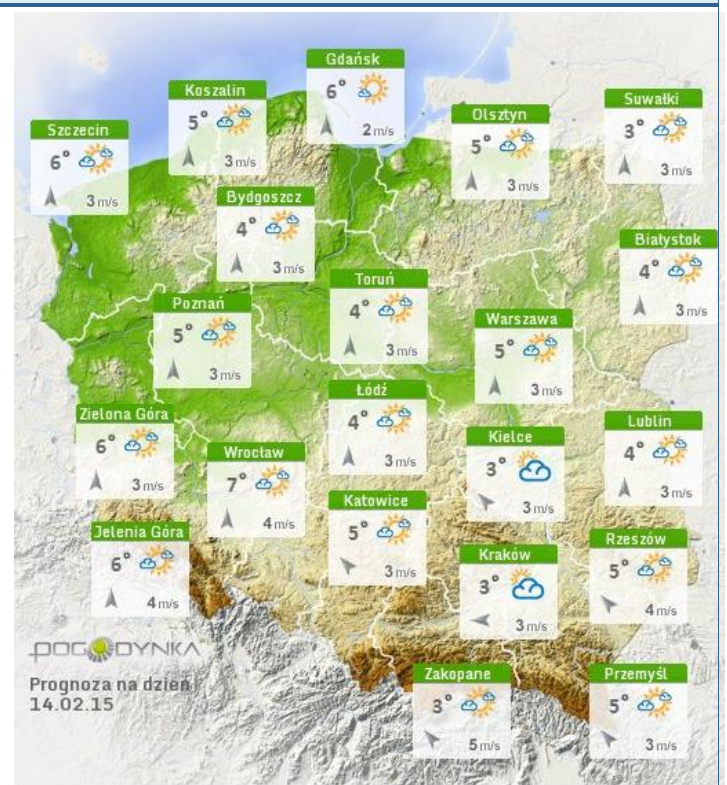 Gdańsk
6°
2 m/s
Koszalin
5°
3 m/s
Suwałki
3°
3 m/s
Olsztyn
5°
3 m/s
Szczecin
6°
3 m/s
Bydgoszcz
4°
3 m/s
Białystok
4°
3 m/s
Toruń
4°
3 m/s
Poznań
5°
3 m/s
Warszawa
5°
3 m/s
Łódź
4°
3 m/s
Zielona Góra
6°
3 m/s
Lublin
4°
3 m/s
Kielce
3°
3 m/s
Wrocław
7°
4 m/s
Katowice
5°
3 m/s
Jelenia Góra
6°
4 m/s
Rzeszów
5°
4 m/s
Kraków
3°
3 m/s
POGODYNKA
Zakopane
3°
5 m/s
Przemyśl
5°
3 m/s
Prognoza na dzień
14.02.15